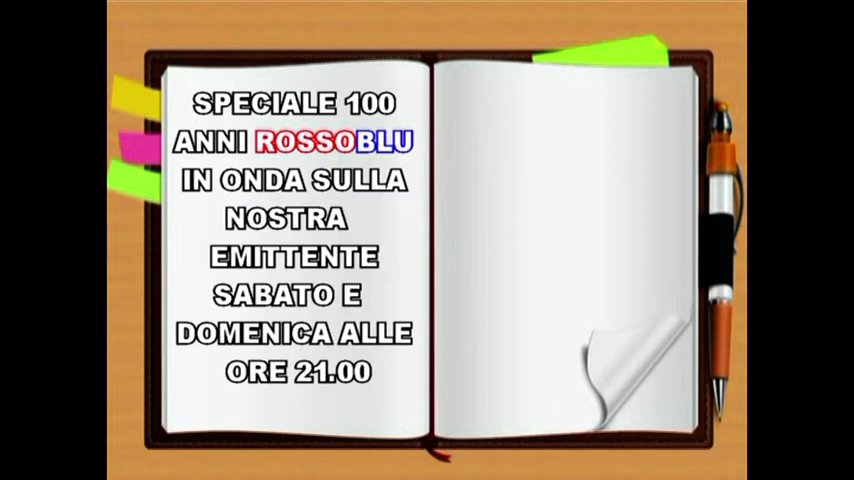 SPECIALE 100
ANNI ROSSOBLU
IN ONDA SULLA
NOSTRA
EMITTENTE
SABATO E
DOMENICA ALLE
ORE 21.00